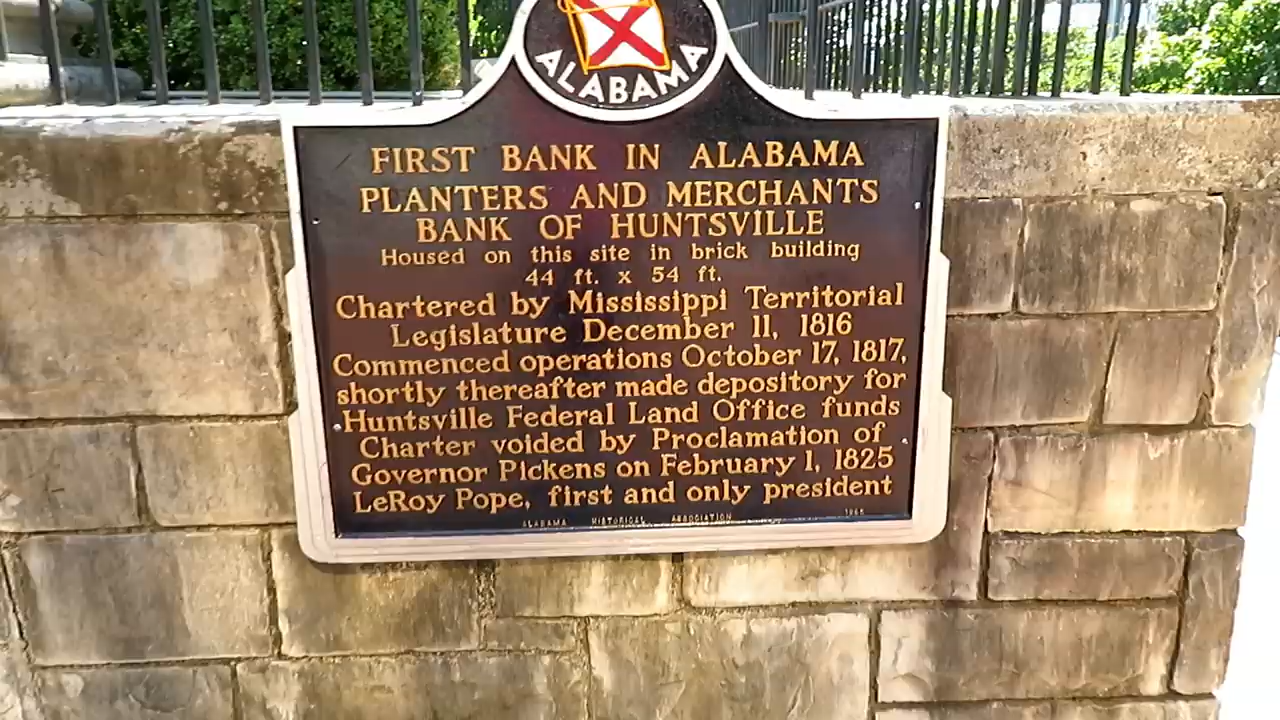 ALABAMA
FIRST BANK IN ALABAMA
PLANTERS AND MERCHANTS
BANK OF HUNTSVILLE
Housed on this site in brick building
44 ft. x 54 ft.
Chartered by Mississippi Territorial
Legislature December 11, 1816
Commenced operations October 17, 1817,
shortly thereafter made depository for
Huntsville Federal Land Office funds
Charter voided by Proclamation of
Governor Pickens on February 1, 1825
LeRoy Pope, first and only president
ALABAMA HISTORICAL ASSOCIATION